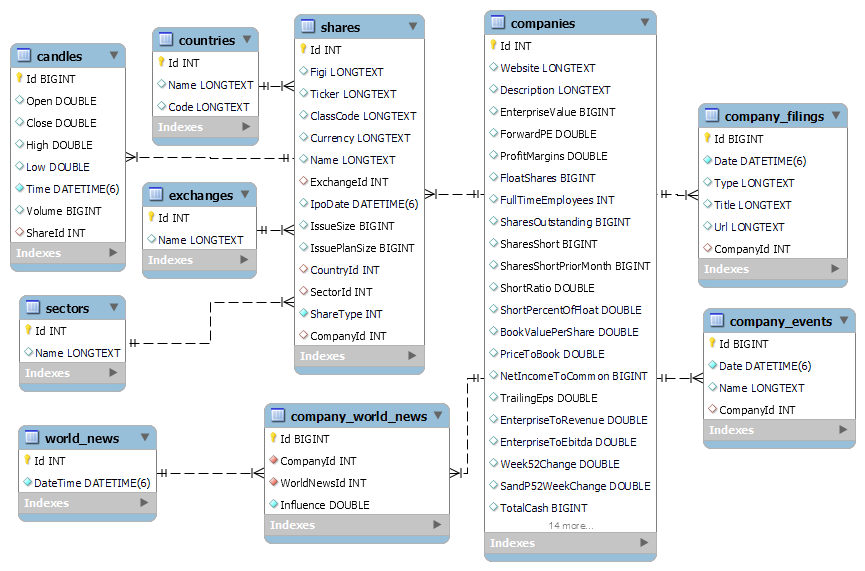 candles
Id BIGINT
Open DOUBLE
Close DOUBLE
High DOUBLE
Low DOUBLE
Time DATETIME(6)
Volume BIGINT
ShareId INT
Indexes
countries
Id INT
Name LONGTEXT
Code LONGTEXT
Indexes
exchanges
Id INT
Name LONGTEXT
Indexes
sectors
Id INT
Name LONGTEXT
Indexes
world_news
Id INT
DateTime DATETIME(6)
Indexes
shares
Id INT
Figi LONGTEXT
Ticker LONGTEXT
ClassCode LONGTEXT
Currency LONGTEXT
Name LONGTEXT
ExchangeId INT
IpoDate DATETIME(6)
IssueSize BIGINT
IssuePlanSize BIGINT
CountryId INT
SectorId INT
ShareType INT
CompanyId INT
Indexes
company_world_news
Id BIGINT
CompanyId INT
WorldNewsId INT
Influence DOUBLE
Indexes
companies
Id INT
Website LONGTEXT
Description LONGTEXT
EnterpriseValue BIGINT
ForwardPE DOUBLE
ProfitMargins DOUBLE
FloatShares BIGINT
FullTimeEmployees INT
SharesOutstanding BIGINT
SharesShort BIGINT
SharesShortPriorMonth BIGINT
ShortRatio DOUBLE
ShortPercentOfFloat DOUBLE
BookValuePerShare DOUBLE
PriceToBook DOUBLE
NetIncomeToCommon BIGINT
TrailingEps DOUBLE
EnterpriseToRevenue DOUBLE
EnterpriseToEbitda DOUBLE
Week52Change DOUBLE
SandP52WeekChange DOUBLE
TotalCash BIGINT
14 more...
Indexes
company_filings
Id BIGINT
Date DATETIME(6)
Type LONGTEXT
Title LONGTEXT
Url LONGTEXT
CompanyId INT
Indexes
company_events
Id BIGINT
Date DATETIME(6)
Name LONGTEXT
CompanyId INT
Indexes